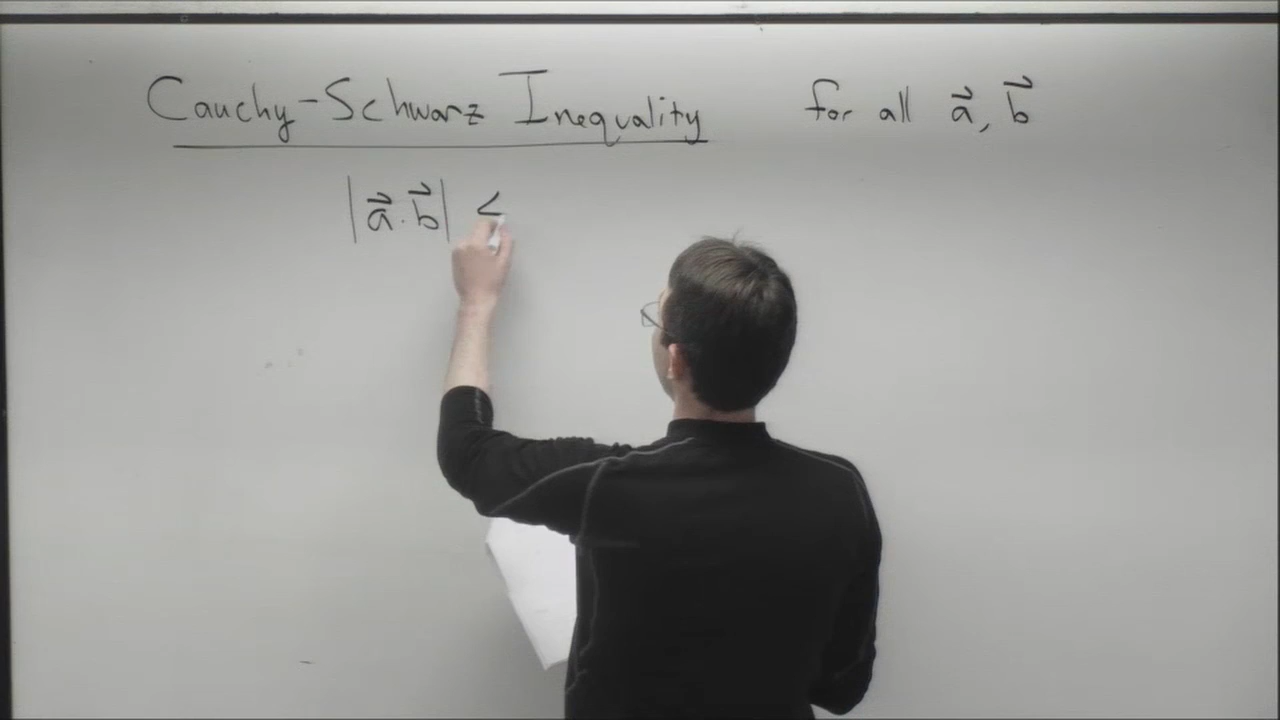 Cauchy-Schwarz Inequality for all a⃗, b⃗
|a⃗·b⃗| <